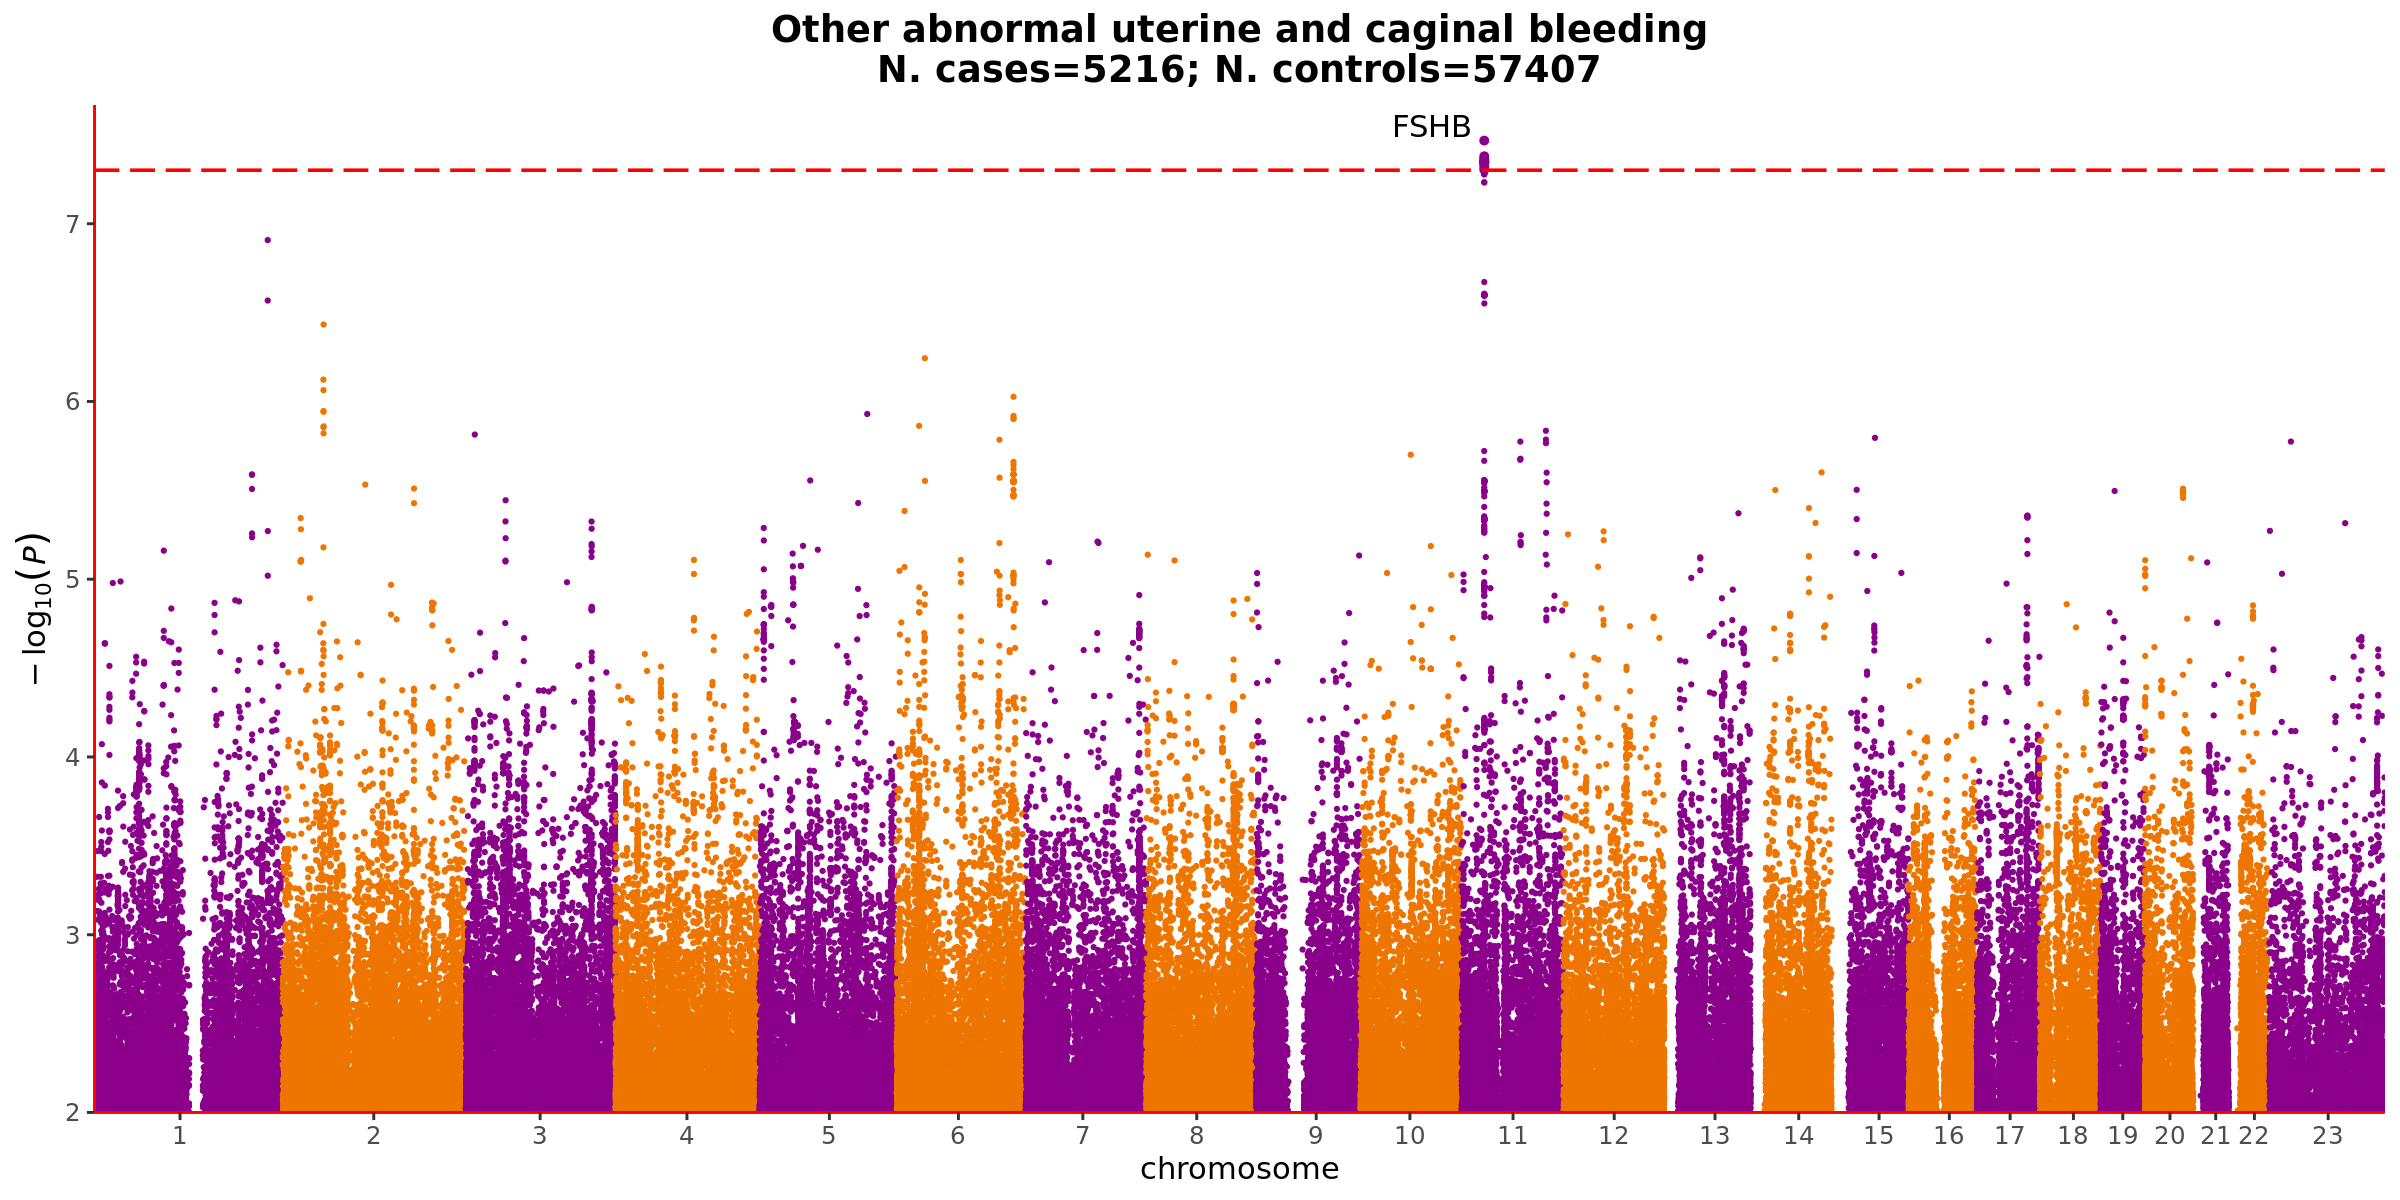 Other abnormal uterine and caginal bleeding
N. cases=5216; N. controls=57407
FSHB
7
6
5
4
3
2
− log10(P)
1 2 3 4 5 6 7 8 9 10 11 12 13 14 15 16 17 18 19 20 21 22 23
chromosome